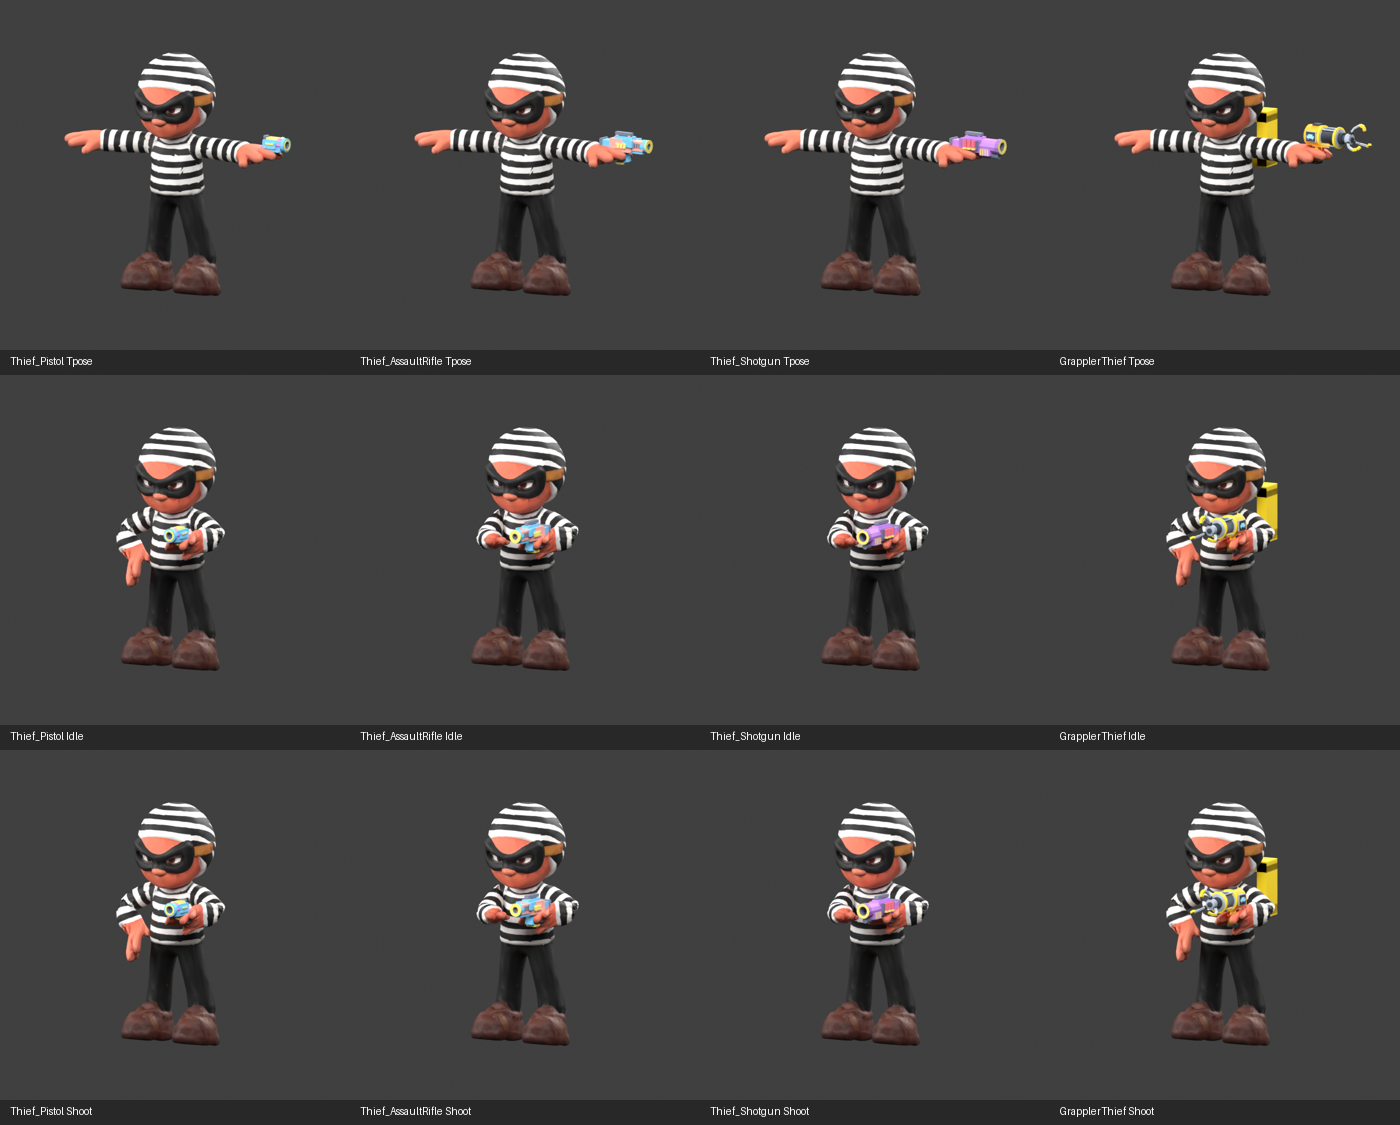 Thief_Pistol Tpose
Thief_AssaultRifle Tpose
Thief_Shotgun Tpose
GrapplerThief Tpose
Thief_Pistol Idle
Thief_AssaultRifle Idle
Thief_Shotgun Idle
GrapplerThief Idle
Thief_Pistol Shoot
Thief_AssaultRifle Shoot
Thief_Shotgun Shoot
GrapplerThief Shoot